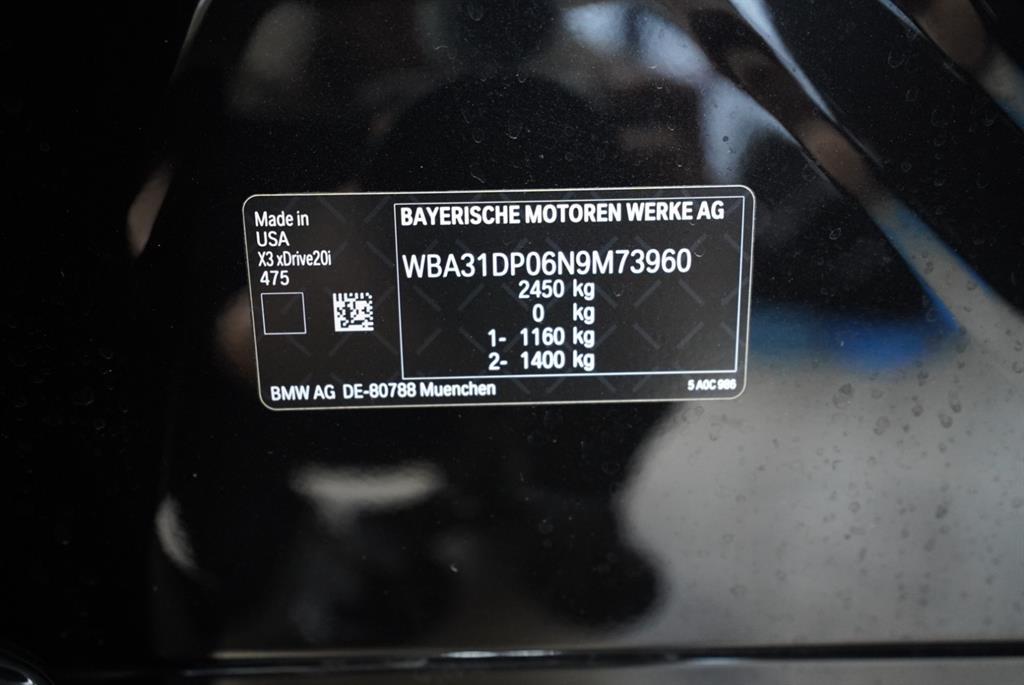 Made in
USA
X3 xDrive20i
475
BAYERISCHE MOTOREN WERKE AG
WBA31DP06N9M73960
2450 kg
0 kg
1- 1160 kg
2- 1400 kg
BMW AG DE-80788 Muenchen
5 A0C 986